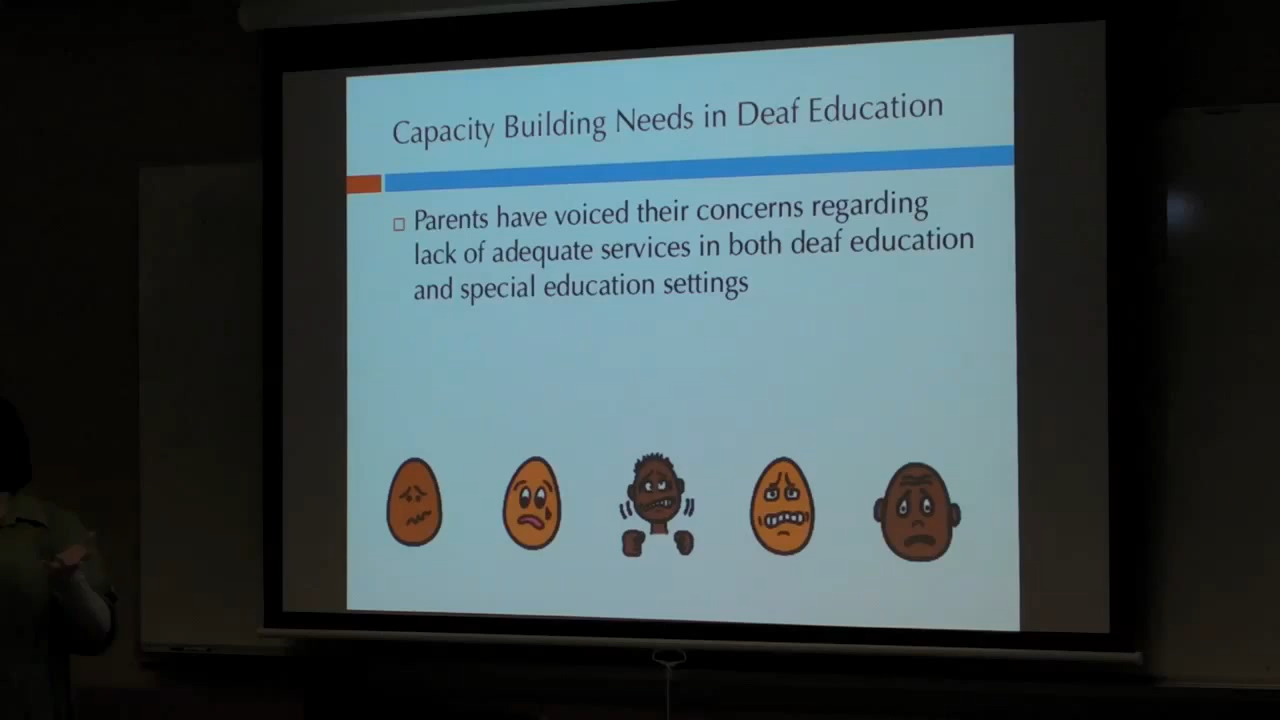 Capacity Building Needs in Deaf Education
Parents have voiced their concerns regarding
lack of adequate services in both deaf education
and special education settings